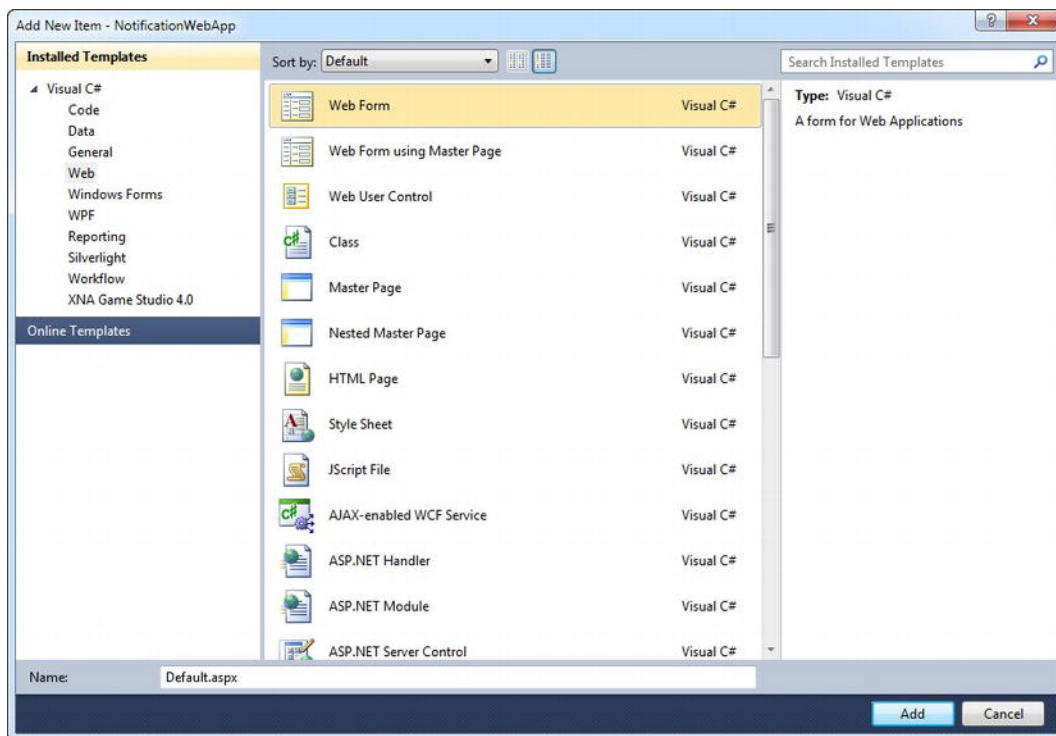 Add New Item - NotificationWebApp
Installed Templates
Visual C#
Code
Data
General
Web
Windows Forms
WPF
Reporting
Silverlight
Workflow
XNA Game Studio 4.0
Online Templates
Sort by: Default
Web Form Visual C#
Web Form using Master Page Visual C#
Web User Control Visual C#
Class Visual C#
Master Page Visual C#
Nested Master Page Visual C#
HTML Page Visual C#
Style Sheet Visual C#
JScript File Visual C#
AJAX-enabled WCF Service Visual C#
ASP.NET Handler Visual C#
ASP.NET Module Visual C#
ASP.NET Server Control Visual C#
Search Installed Templates
Type: Visual C#
A form for Web Applications
Name: Default.aspx
Add Cancel